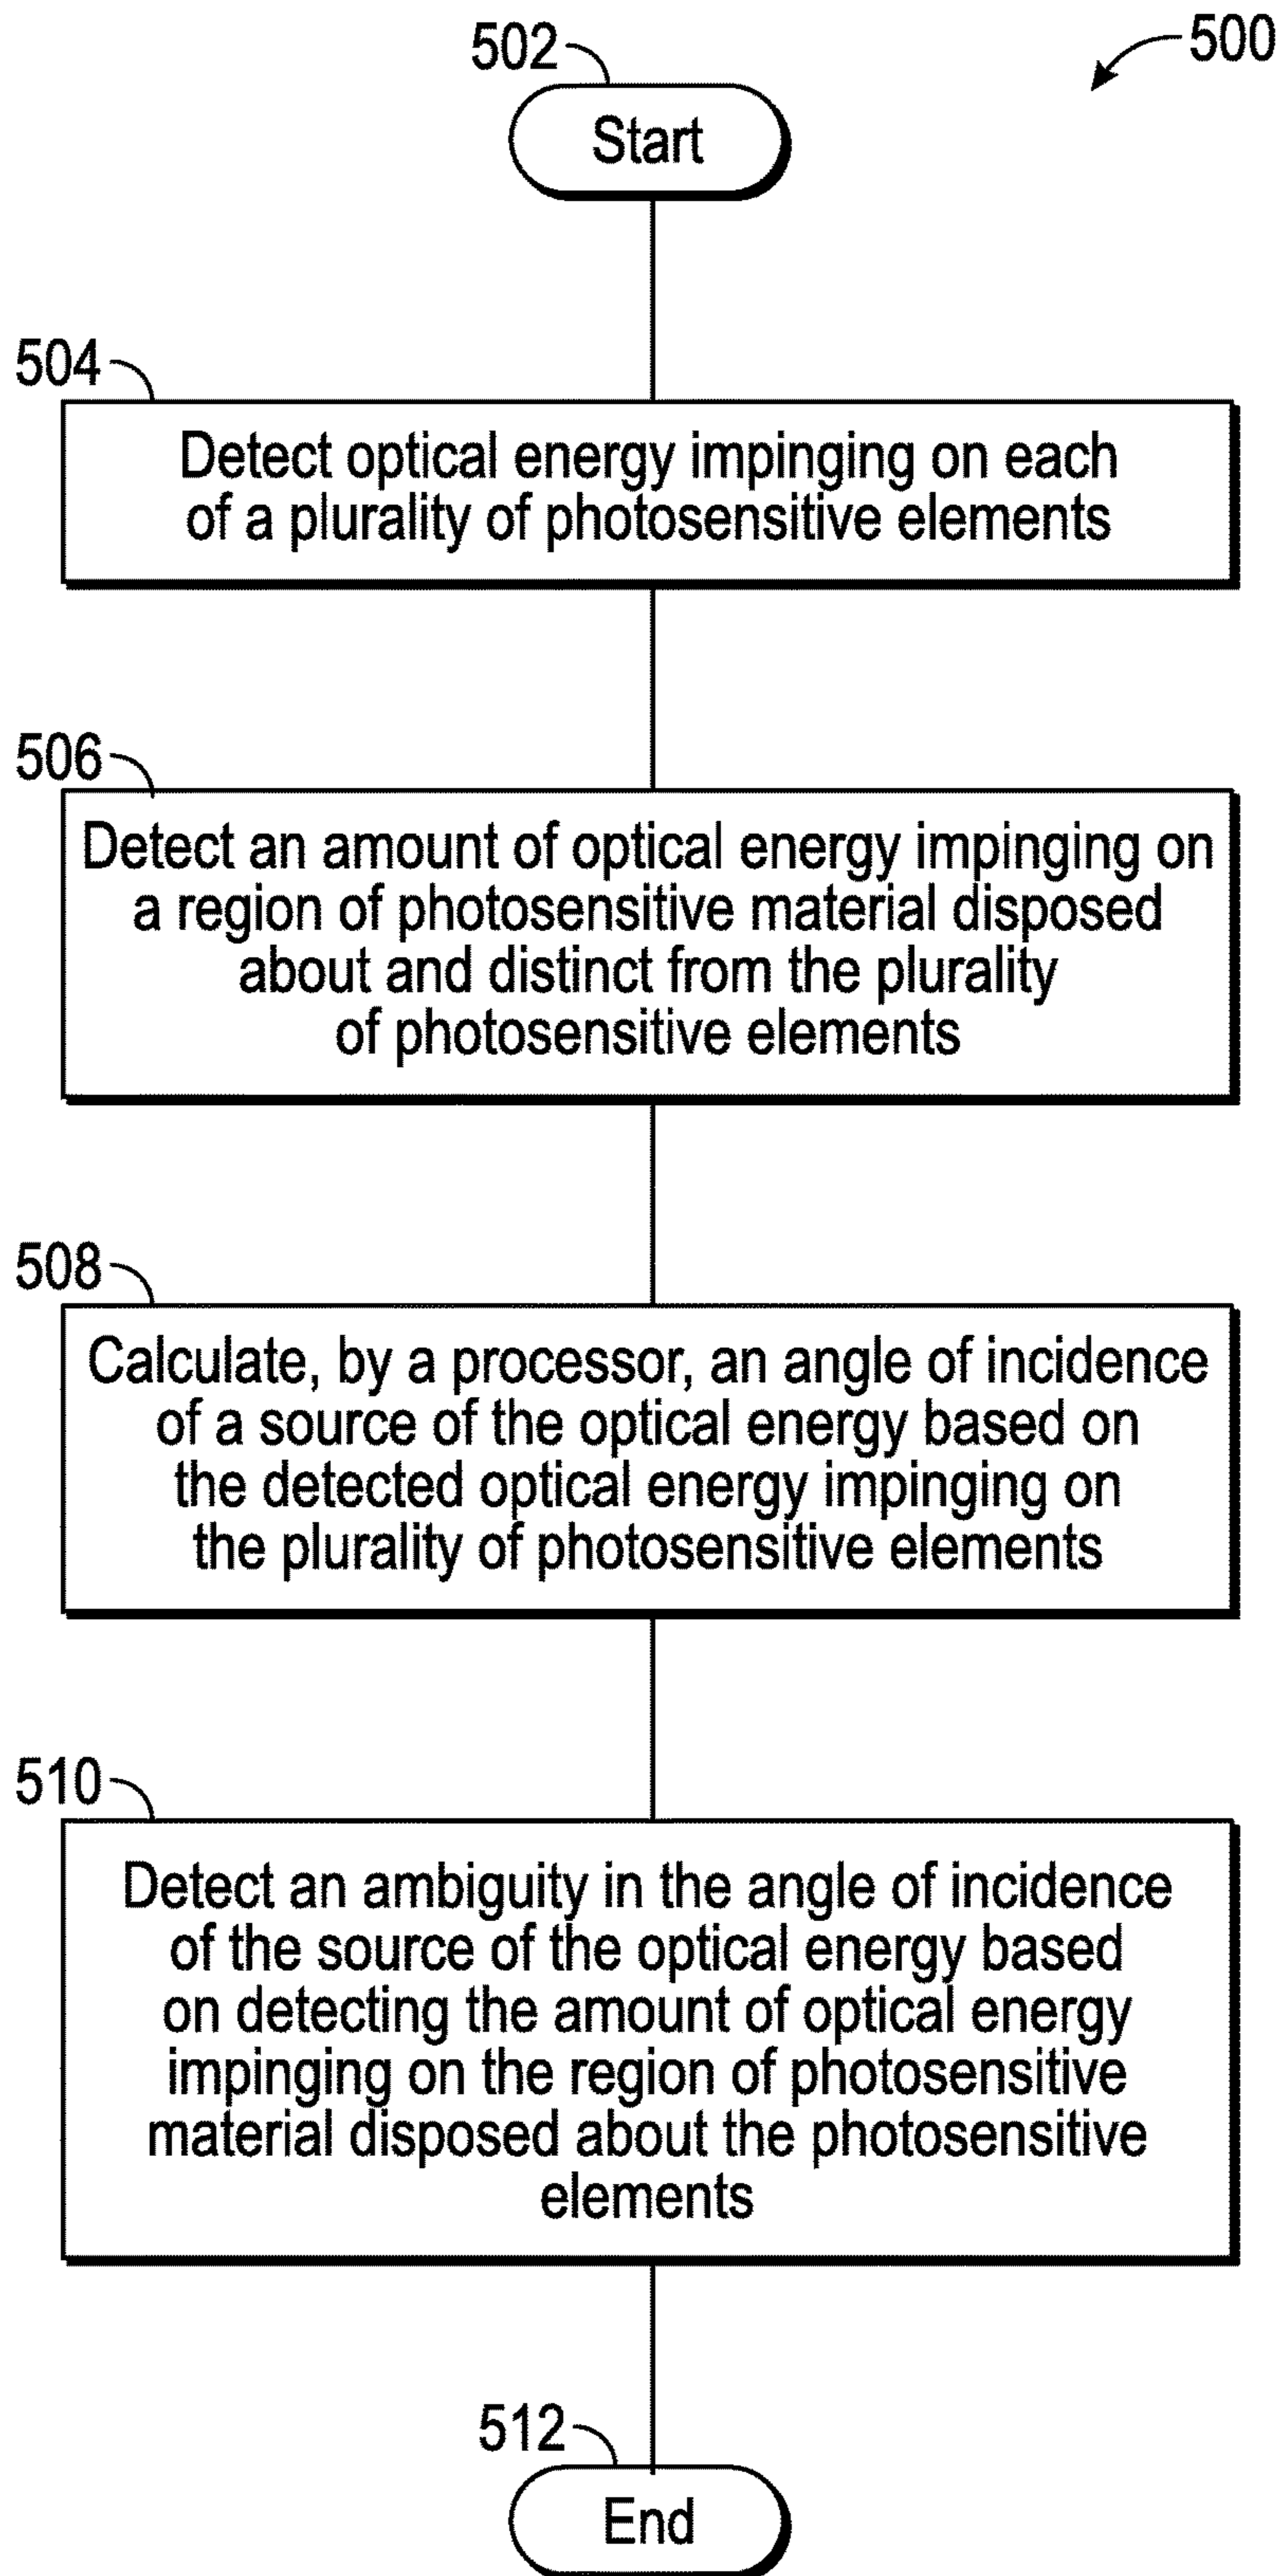 502
500
Start
504
Detect optical energy impinging on each
of a plurality of photosensitive elements
506
Detect an amount of optical energy impinging on
a region of photosensitive material disposed
about and distinct from the plurality
of photosensitive elements
508
Calculate, by a processor, an angle of incidence
of a source of the optical energy based on
the detected optical energy impinging on
the plurality of photosensitive elements
510
Detect an ambiguity in the angle of incidence
of the source of the optical energy based
on detecting the amount of optical energy
impinging on the region of photosensitive
material disposed about the photosensitive
elements
512
End